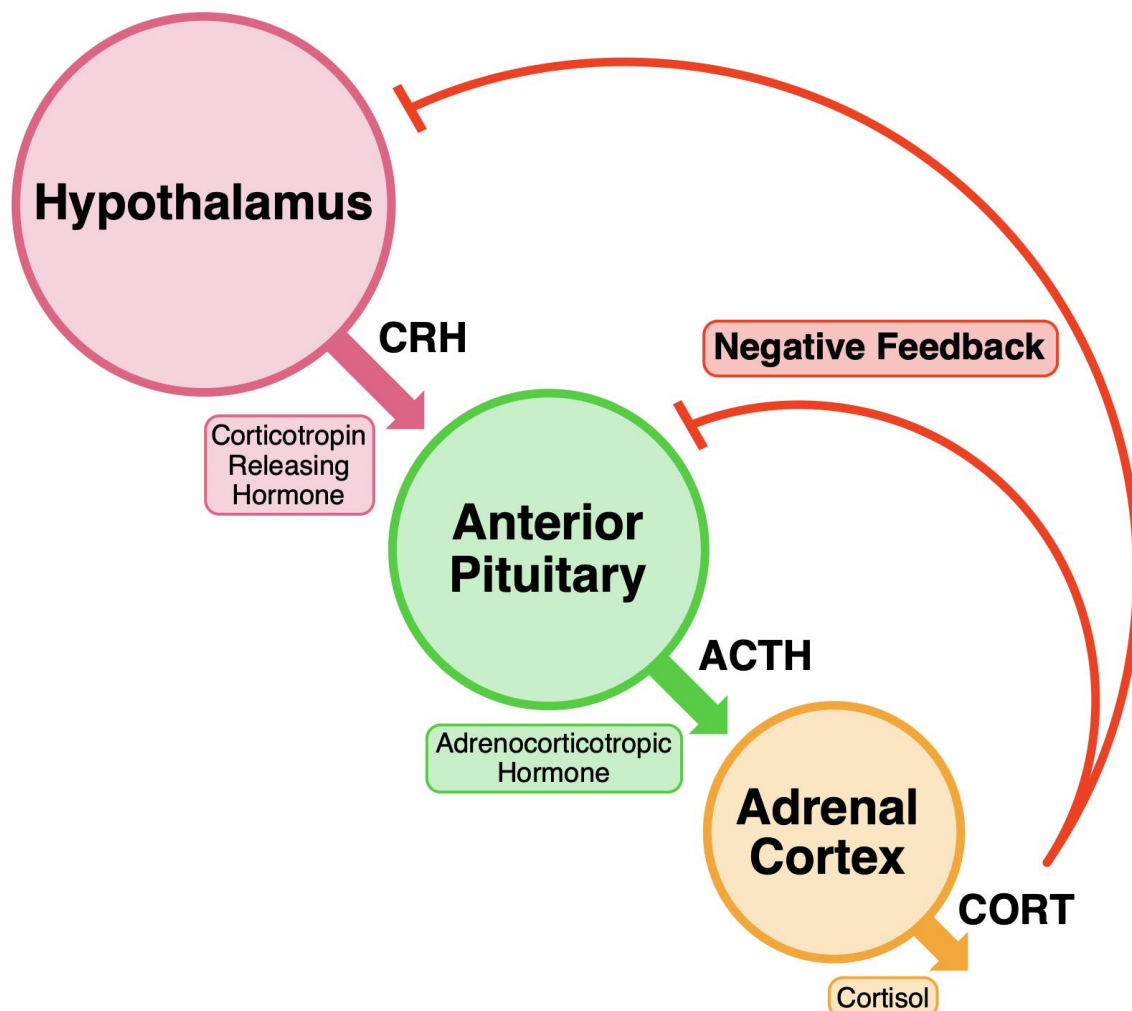 Hypothalamus
CRH
Negative Feedback
Corticotropin
Releasing
Hormone
Anterior
Pituitary
ACTH
Adrenocorticotropic
Hormone
Adrenal
Cortex
CORT
Cortisol